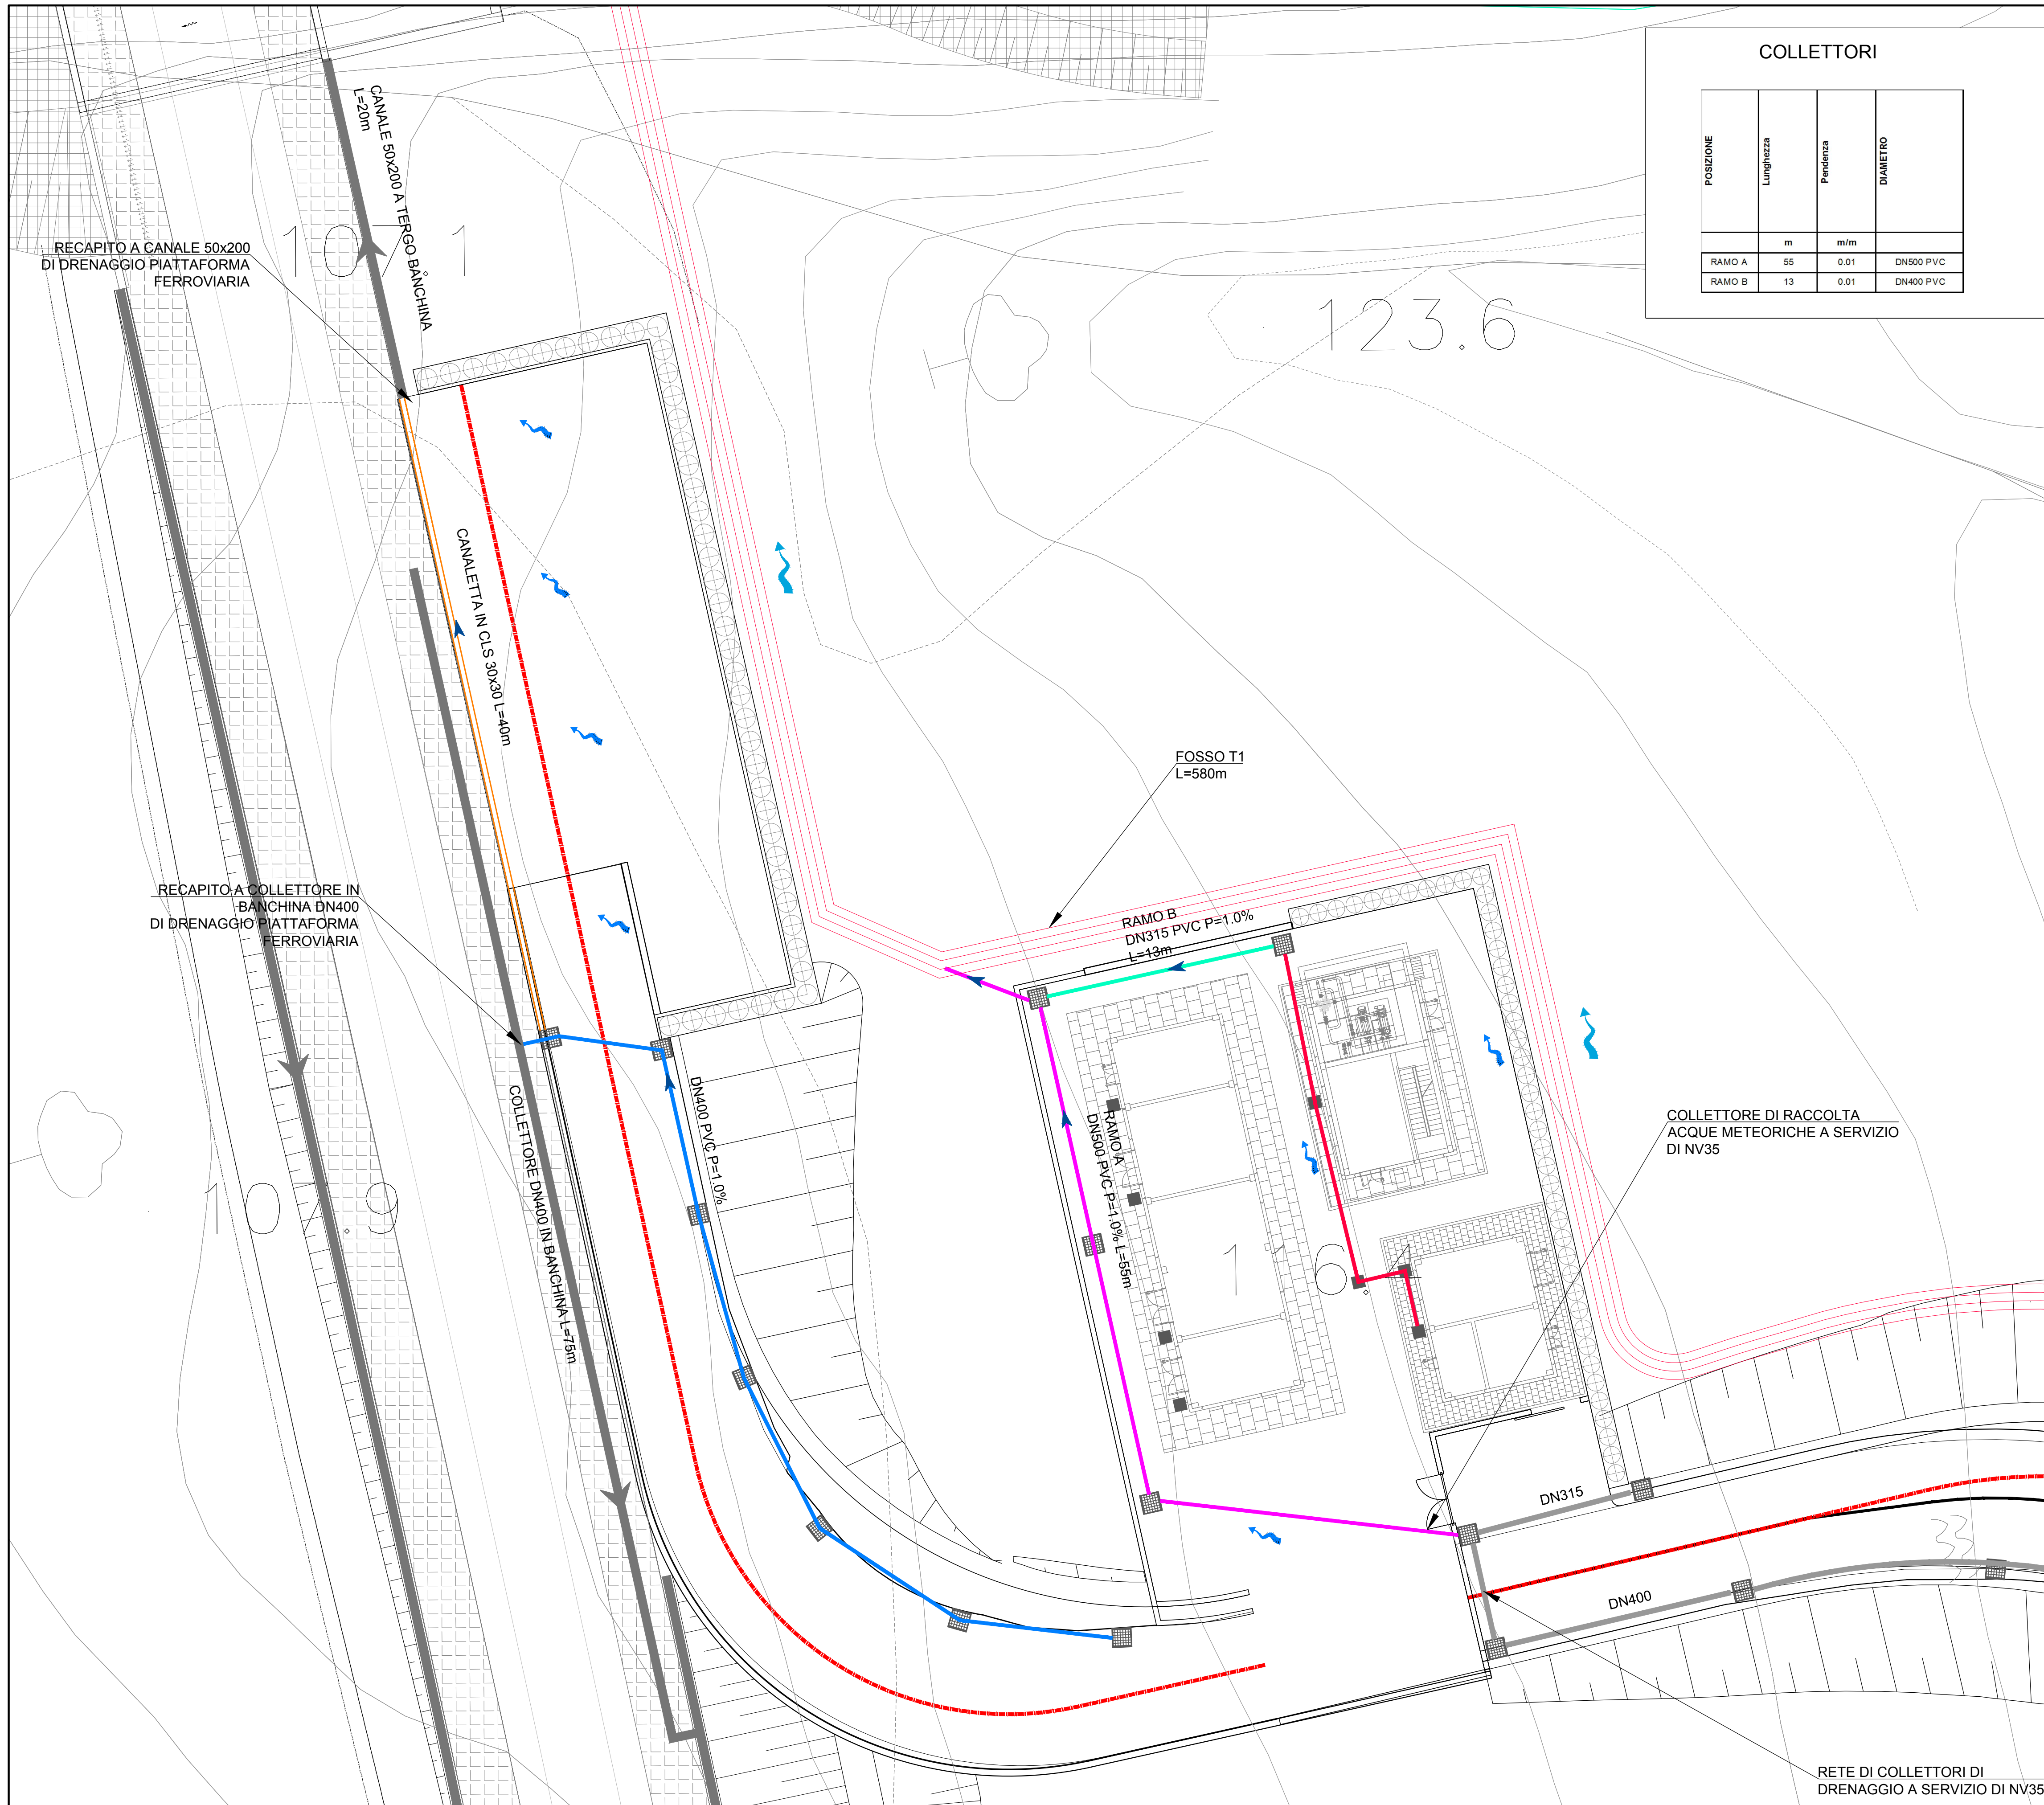 COLLETTORI
POSIZIONE
Lunghezza
Pendenza
DIAMETRO
m
m/m
RAMO A 55 0.01 DN500 PVC
RAMO B 13 0.01 DN400 PVC
CANALE 50x200 A TERGO BANCHINA
L=20m
RECAPITO A CANALE 50x200
DI DRENAGGIO PIATTAFORMA
FERROVIARIA
123.6
CANALETTA IN CLS 30x30 L=40m
FOSSO T1
L=580m
RECAPITO A COLLETTORE IN
BANCHINA DN400
DI DRENAGGIO PIATTAFORMA
FERROVIARIA
RAMO B
DN315 PVC P=1.0%
L=13m
COLLETTORE DN400 IN BANCHINA L=75m
DN400 PVC P=1.0%
RAMO A
DN500 PVC P=1.0% L=55m
COLLETTORE DI RACCOLTA
ACQUE METEORICHE A SERVIZIO
DI NV35
107.9
116.4
DN315
DN400
RETE DI COLLETTORI DI
DRENAGGIO A SERVIZIO DI NV35